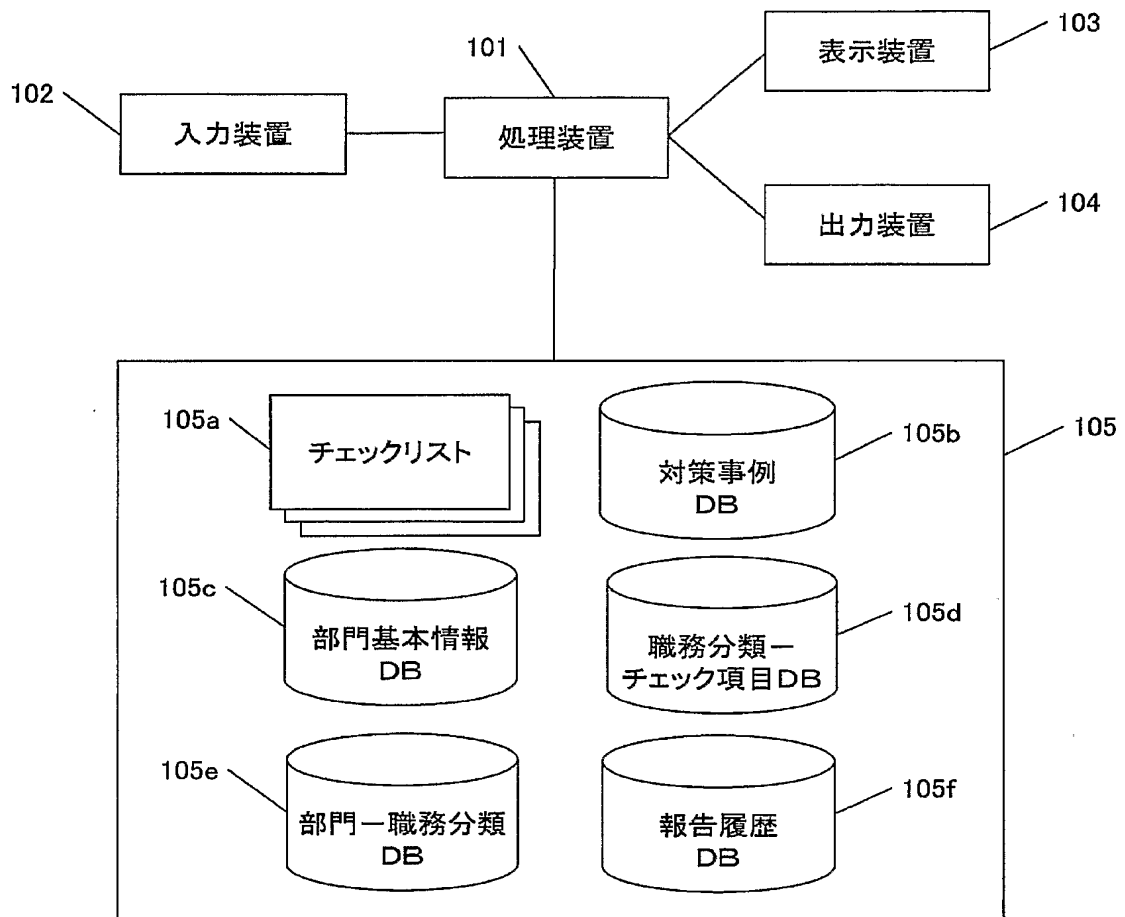 101
103
表示装置
102
入力装置
処理装置
104
出力装置
105a
チェックリスト
105b
対策事例
DB
105
105c
部門基本情報
DB
105d
職務分類－
チェック項目DB
105e
部門－職務分類
DB
105f
報告履歴
DB